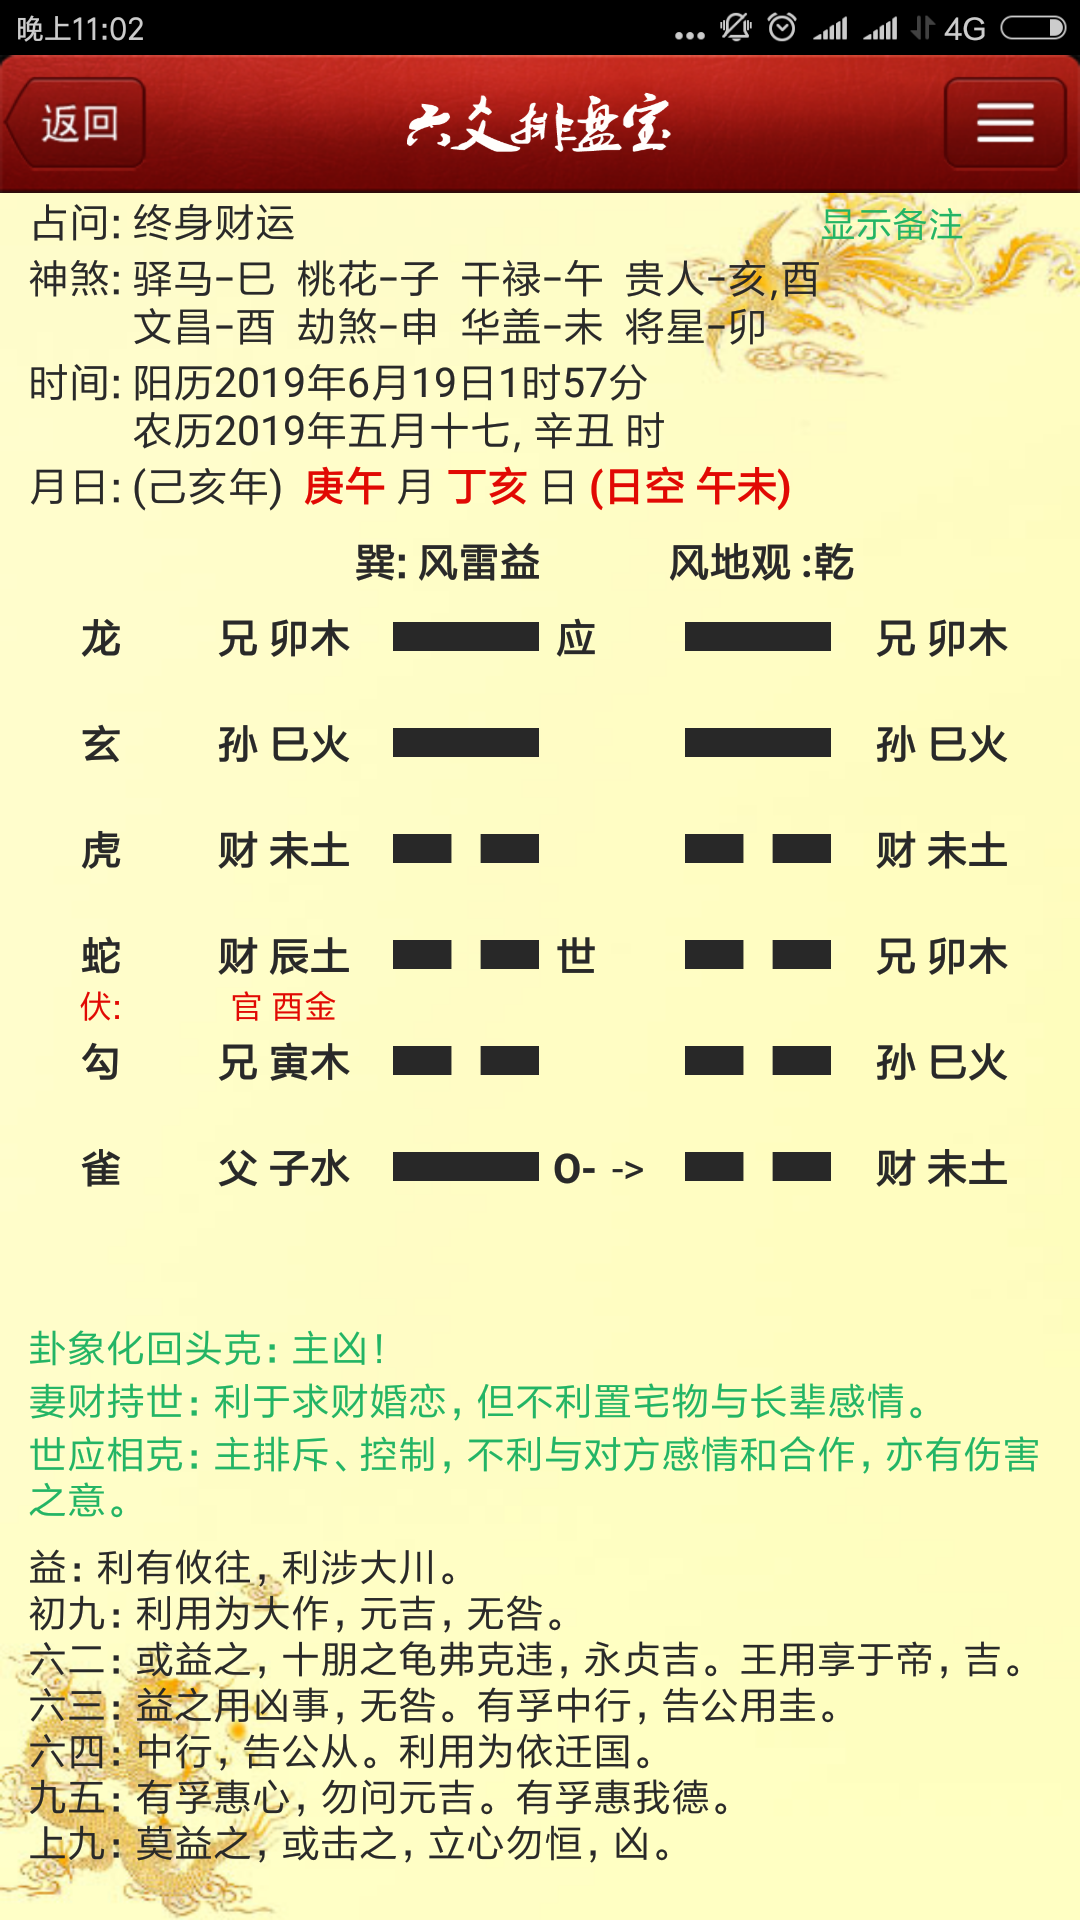 晚上11:02 ... 4G
返回 六爻排盘宝
占问: 终身财运 显示备注
神煞: 驿马-巳 桃花-子 干禄-午 贵人-亥,酉
文昌-酉 劫煞-申 华盖-未 将星-卯
时间: 阳历2019年6月19日1时57分
农历2019年五月十七, 辛丑 时
月日: (己亥年) 庚午 月 丁亥 日 (日空 午未)
巽: 风雷益 风地观 :乾
龙 兄 卯木 应 兄 卯木
玄 孙 巳火 孙 巳火
虎 财 未土 财 未土
蛇 财 辰土 世 兄 卯木
伏: 官 酉金
勾 兄 寅木 孙 巳火
雀 父 子水 O- -> 财 未土
卦象化回头克: 主凶!
妻财持世: 利于求财婚恋, 但不利置宅物与长辈感情。
世应相克: 主排斥、控制, 不利与对方感情和合作, 亦有伤害
之意。
益: 利有攸往, 利涉大川。
初九: 利用为大作, 元吉, 无咎。
六二: 或益之, 十朋之龟弗克违, 永贞吉。王用享于帝, 吉。
六三: 益之用凶事, 无咎。有孚中行, 告公用圭。
六四: 中行, 告公从。利用为依迁国。
九五: 有孚惠心, 勿问元吉。有孚惠我德。
上九: 莫益之, 或击之, 立心勿恒, 凶。